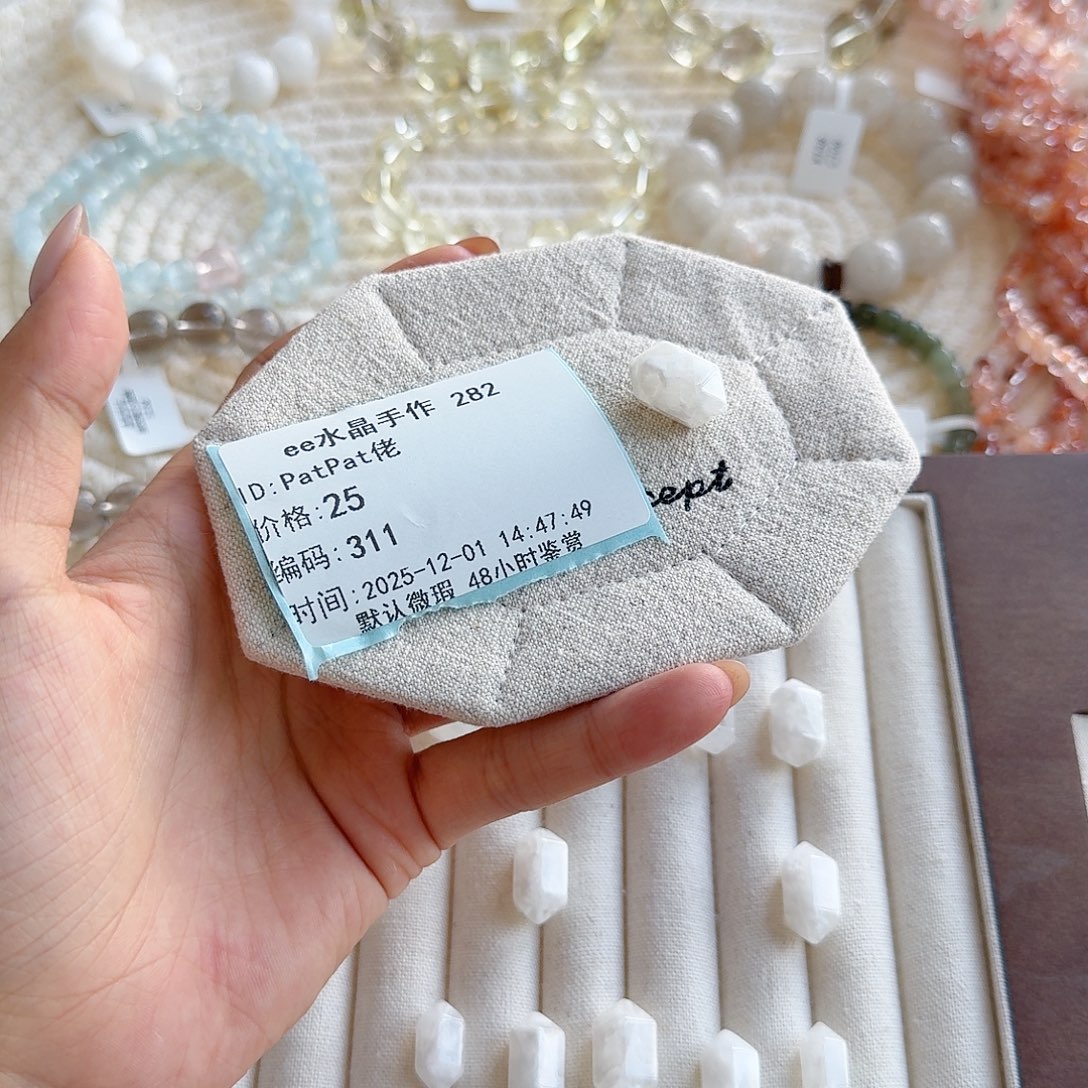 ee水晶手作 282
ID:PatPat佬
价格:25
编码:311
时间:2025-12-01 14:47:49
默认微瑕 48小时鉴赏
cept